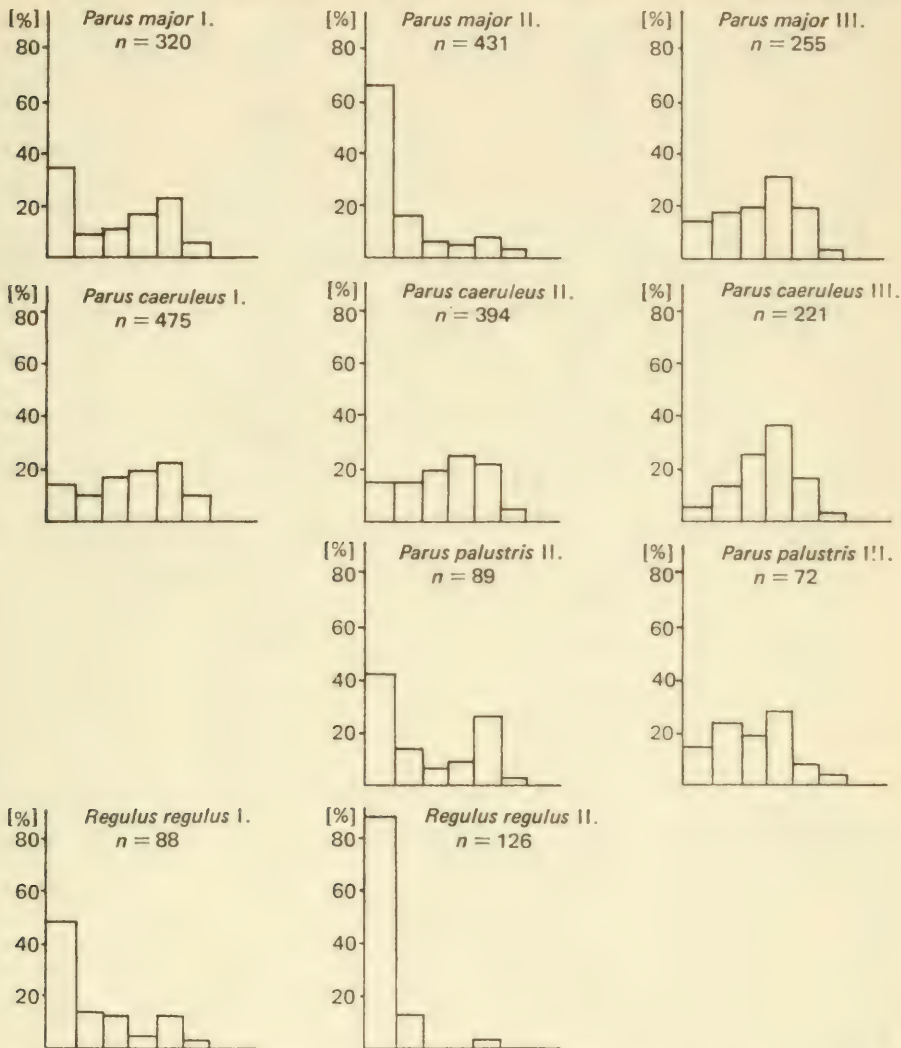 [%] Parus major I.
n = 320
80
60
40
20
[%] Parus major II.
n = 431
80
60
40
20
[%] Parus major III.
n = 255
80
60
40
20
[%] Parus caeruleus I.
n = 475
80
60
40
20
[%] Parus caeruleus II.
n = 394
80
60
40
20
[%] Parus caeruleus III.
n = 221
80
60
40
20
[%] Parus palustris II.
n = 89
80
60
40
20
[%] Parus palustris III.
n = 72
80
60
40
20
[%] Regulus regulus I.
n = 88
80
60
40
20
[%] Regulus regulus II.
n = 126
80
60
40
20